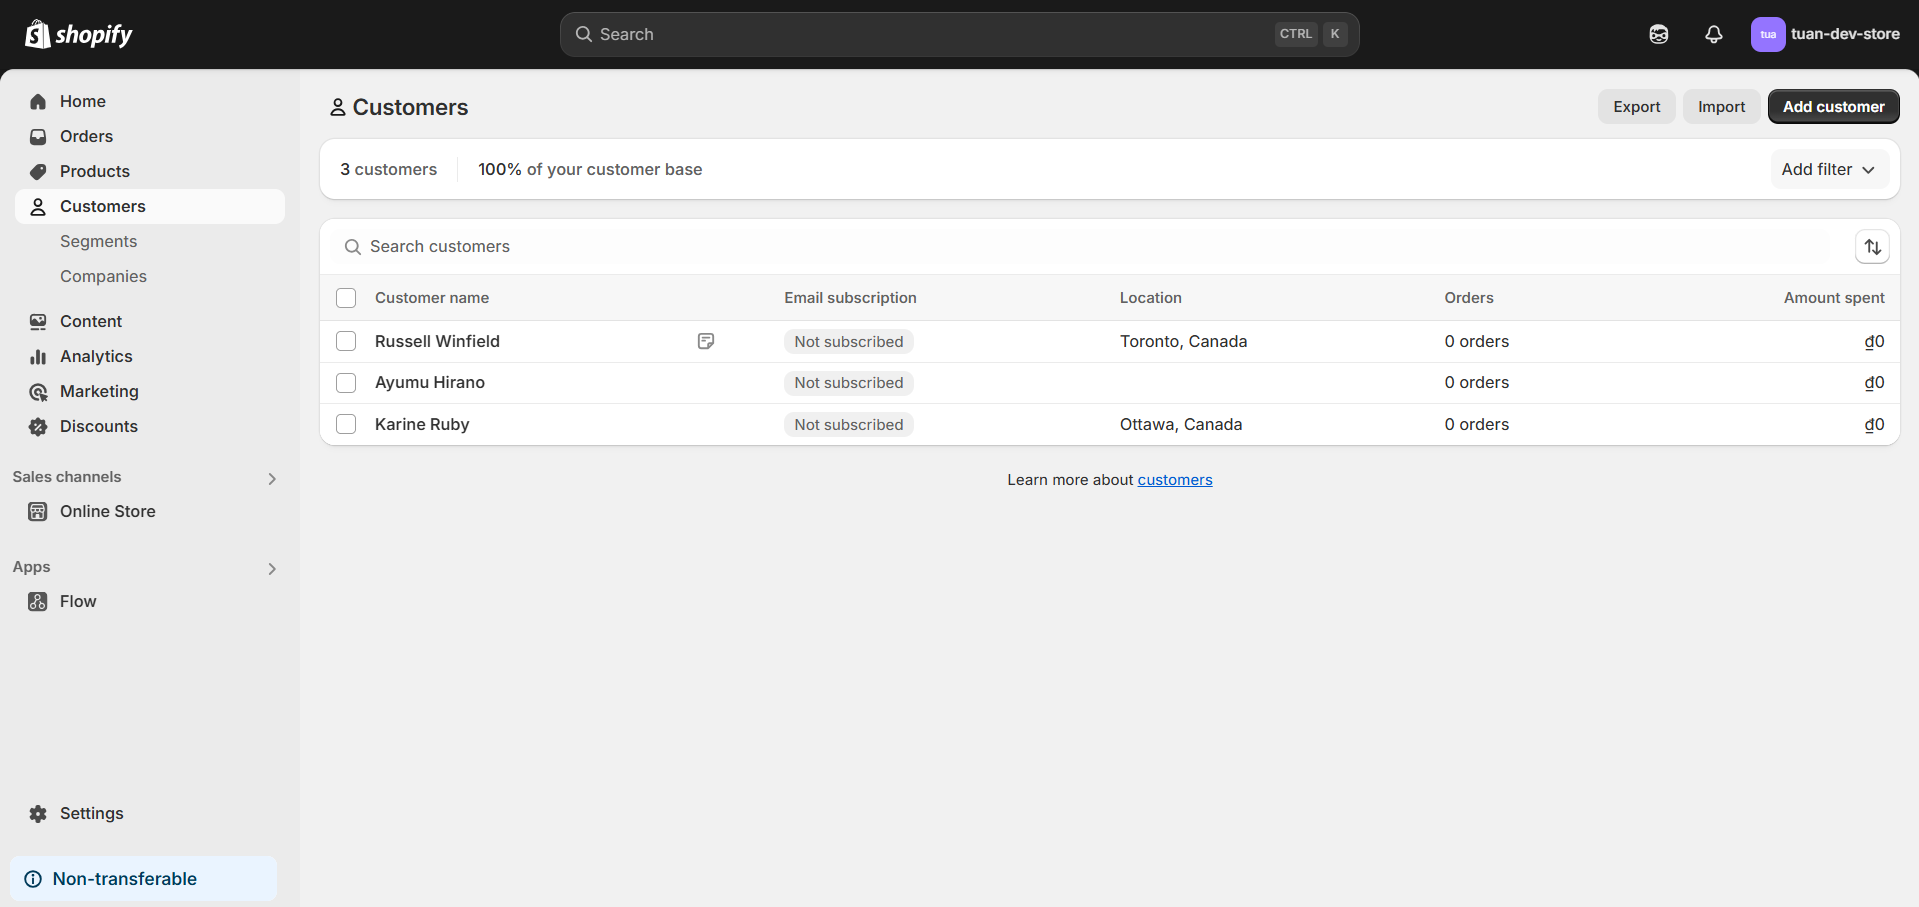 shopify
Search
CTRL K
tua
tuan-dev-store
Home
Orders
Products
Customers
Segments
Companies
Content
Analytics
Marketing
Discounts
Sales channels
Online Store
Apps
Flow
Settings
Non-transferable
Customers
Export
Import
Add customer
3 customers
100% of your customer base
Add filter
Search customers
Customer name Email subscription Location Orders Amount spent
Russell Winfield Not subscribed Toronto, Canada 0 orders ₫0
Ayumu Hirano Not subscribed 0 orders ₫0
Karine Ruby Not subscribed Ottawa, Canada 0 orders ₫0
Learn more about customers